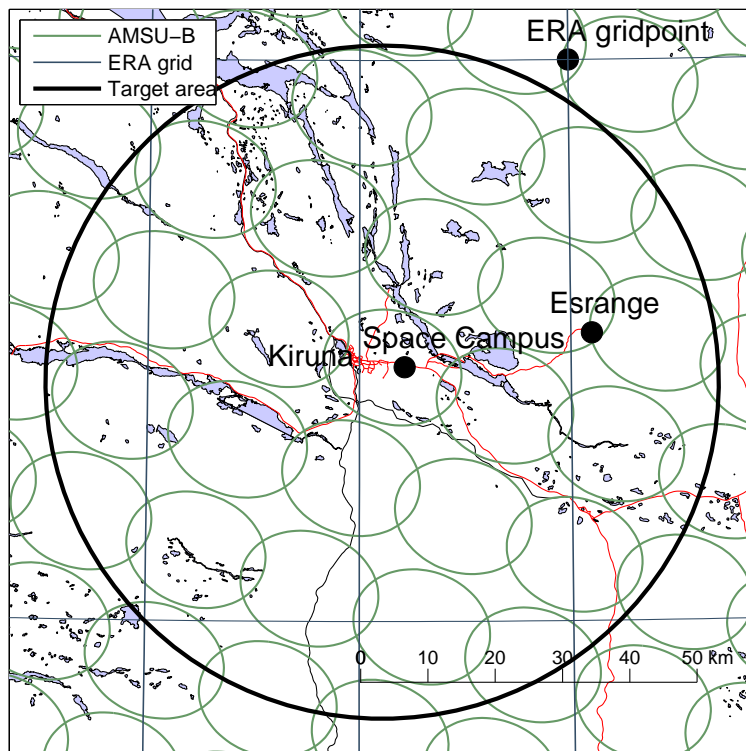 AMSU−B
ERA grid
Target area
ERA gridpoint
Esrange
Space Campus
Kiruna
0 10 20 30 40 50 km